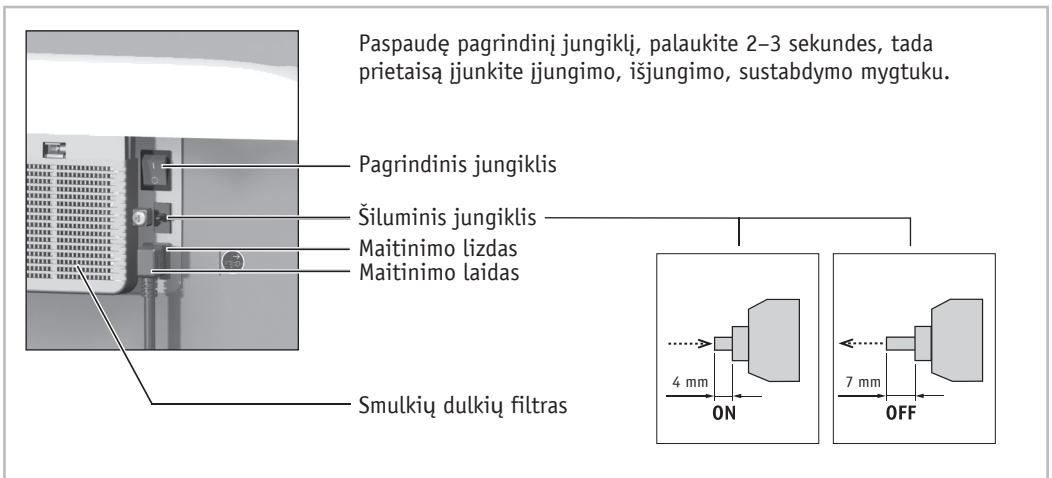 Paspaudę pagrindinį jungiklį, palaukite 2–3 sekundes, tada
prietaisą įjunkite įjungimo, išjungimo, sustabdymo mygtuku.
Pagrindinis jungiklis
Šiluminis jungiklis
Maitinimo lizdas
Maitinimo laidas
Smulkių dulkių filtras
4 mm
ON
7 mm
OFF